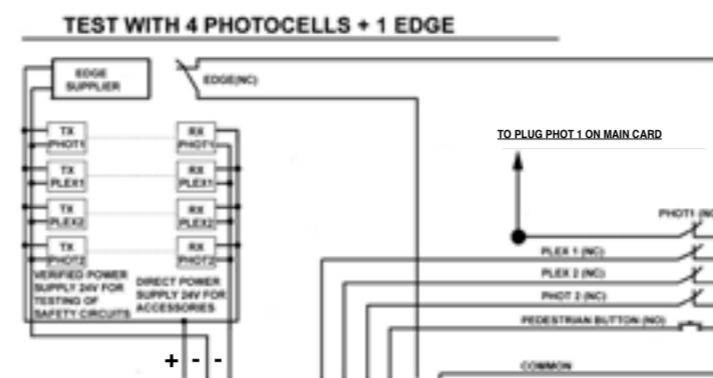 TEST WITH 4 PHOTOCELLS + 1 EDGE
EDGE
SUPPLIER
EDGE(NC)
TX
PHOT1
RX
PHOT1
TX
PLEX1
RX
PLEX1
TX
PLEX2
RX
PLEX2
TX
PHOT2
RX
PHOT2
VERIFIED POWER
SUPPLY 24V FOR
TESTING OF
SAFETY CIRCUITS
DIRECT POWER
SUPPLY 24V FOR
ACCESSORIES
+ - -
TO PLUG PHOT 1 ON MAIN CARD
PHOT1
PLEX 1 (NC)
PLEX 2 (NC)
PHOT 2 (NC)
PEDESTRIAN BUTTON (NO)
COMMON